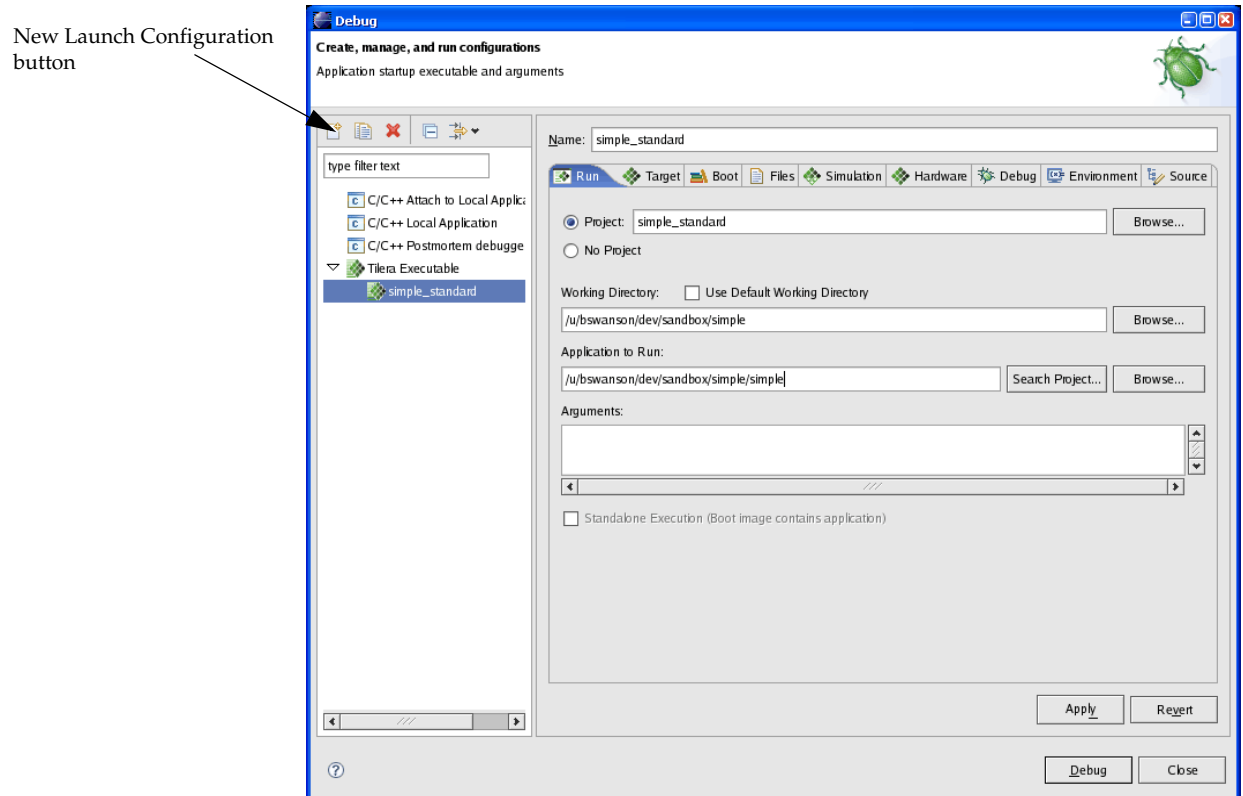 New Launch Configuration
button
Debug
Create, manage, and run configurations
Application startup executable and arguments
type filter text
C/C++ Attach to Local Applic
C/C++ Local Application
C/C++ Postmortem debugge
Tilera Executable
simple_standard
Name: simple_standard
Run Target Boot Files Simulation Hardware Debug Environment Source
Project: simple_standard Browse...
No Project
Working Directory: Use Default Working Directory
/u/bswanson/dev/sandbox/simple Browse...
Application to Run:
/u/bswanson/dev/sandbox/simple/simple Search Project... Browse...
Arguments:
Standalone Execution (Boot image contains application)
Apply Revert
? Debug Close